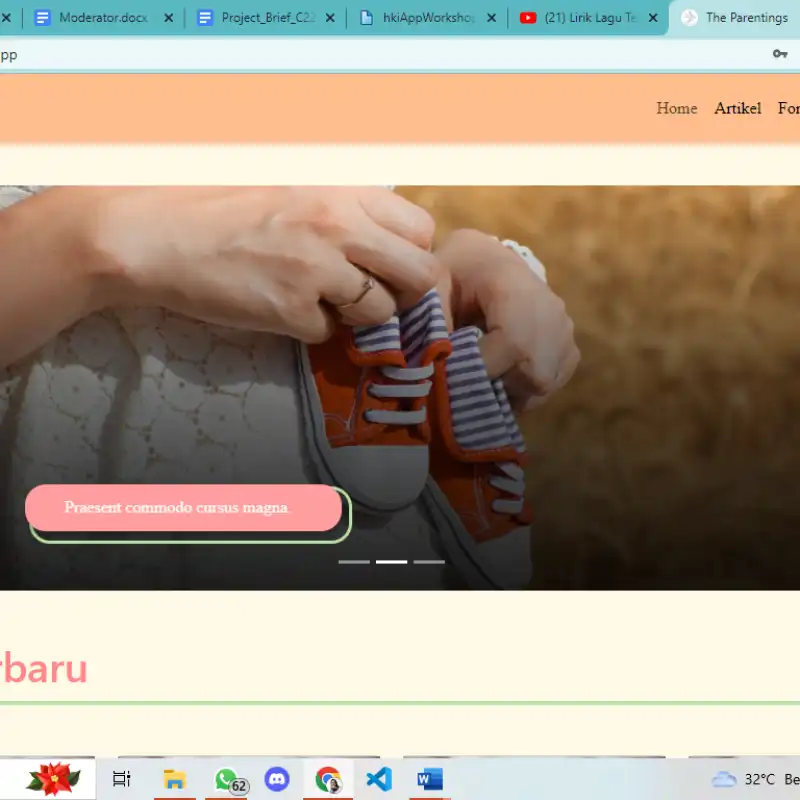 Moderator.docx
Project_Brief_C22
hkiAppWorkshop
(21) Lirik Lagu Te
The Parentings
pp
Home
Artikel
For
Praesent commodo cursus magna.
rbaru
62
32°C Be